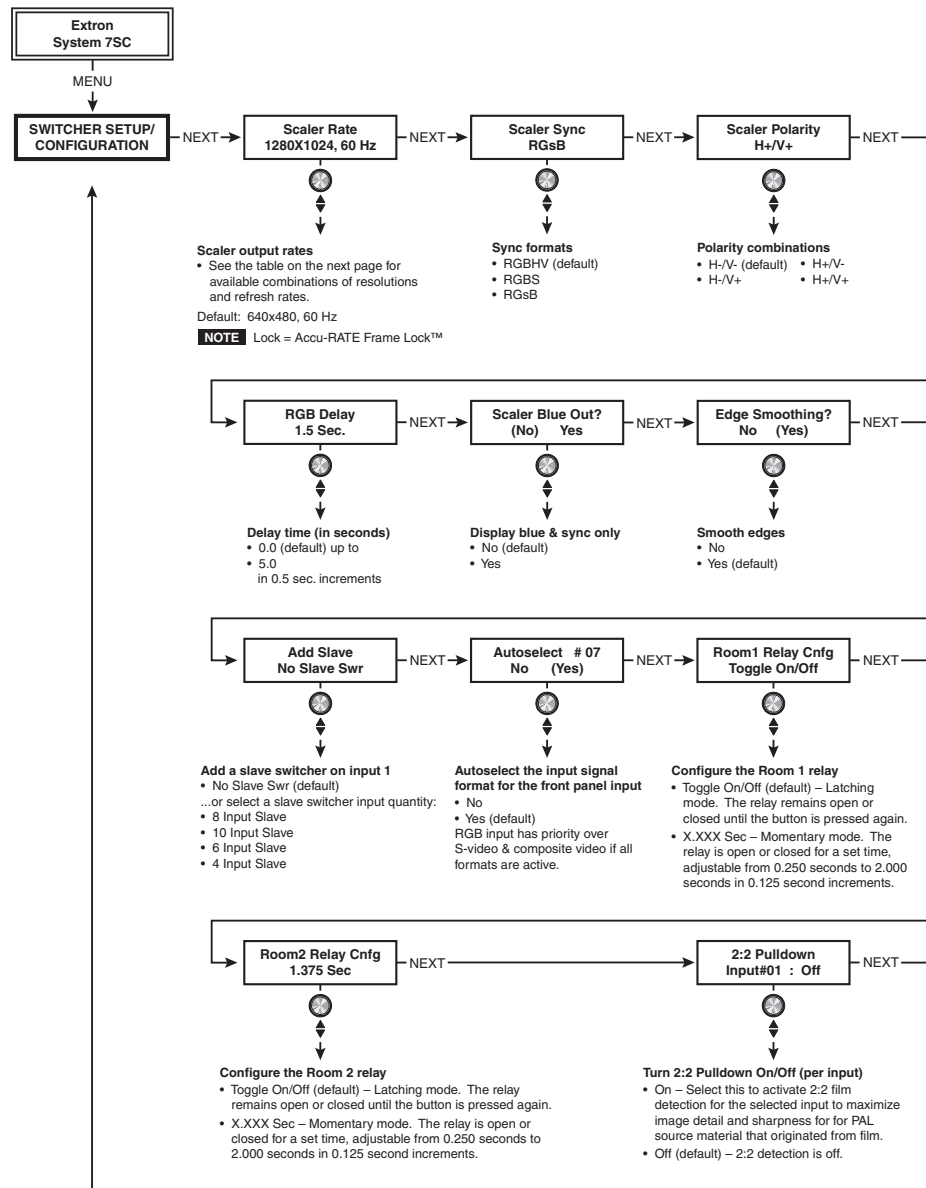 Extron
System 7SC
MENU
SWITCHER SETUP/
CONFIGURATION
NEXT
Scaler Rate
1280X1024, 60 Hz
NEXT
Scaler Sync
RGsB
NEXT
Scaler Polarity
H+/V+
NEXT
Scaler output rates
• See the table on the next page for
available combinations of resolutions
and refresh rates.
Default: 640x480, 60 Hz
NOTE Lock = Accu-RATE Frame Lock™
Sync formats
• RGBHV (default)
• RGBS
• RGsB
Polarity combinations
• H-/V- (default) • H+/V-
• H-/V+ • H+/V+
RGB Delay
1.5 Sec.
NEXT
Scaler Blue Out?
(No) Yes
NEXT
Edge Smoothing?
No (Yes)
NEXT
Delay time (in seconds)
• 0.0 (default) up to
• 5.0
in 0.5 sec. increments
Display blue & sync only
• No (default)
• Yes
Smooth edges
• No
• Yes (default)
Add Slave
No Slave Swr
NEXT
Autoselect # 07
No (Yes)
NEXT
Room1 Relay Cnfg
Toggle On/Off
NEXT
Add a slave switcher on input 1
• No Slave Swr (default)
...or select a slave switcher input quantity:
• 8 Input Slave
• 10 Input Slave
• 6 Input Slave
• 4 Input Slave
Autoselect the input signal
format for the front panel input
• No
• Yes (default)
RGB input has priority over
S-video & composite video if all
formats are active.
Configure the Room 1 relay
• Toggle On/Off (default) – Latching
mode. The relay remains open or
closed until the button is pressed again.
• X.XXX Sec – Momentary mode. The
relay is open or closed for a set time,
adjustable from 0.250 seconds to 2.000
seconds in 0.125 second increments.
Room2 Relay Cnfg
1.375 Sec
NEXT
2:2 Pulldown
Input#01 : Off
NEXT
Configure the Room 2 relay
• Toggle On/Off (default) – Latching mode. The relay
remains open or closed until the button is pressed again.
• X.XXX Sec – Momentary mode. The relay is open or
closed for a set time, adjustable from 0.250 seconds to
2.000 seconds in 0.125 second increments.
Turn 2:2 Pulldown On/Off (per input)
• On – Select this to activate 2:2 film
detection for the selected input to maximize
image detail and sharpness for for PAL
source material that originated from film.
• Off (default) – 2:2 detection is off.